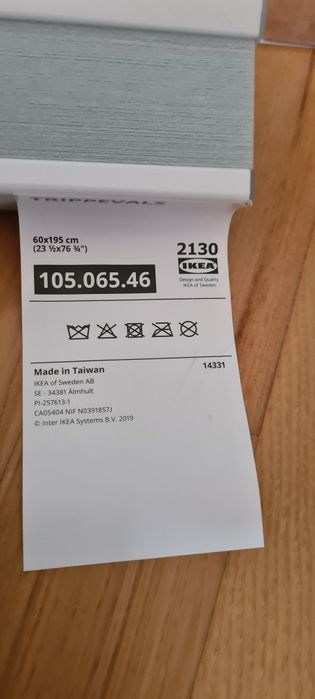 TRIPPEVALS
60x195 cm
(23 ½x76 ¾")
2130
IKEA
Design and Quality
IKEA of Sweden
105.065.46
Made in Taiwan
14331
IKEA of Sweden AB
SE - 34381 Älmhult
PI-257613-1
CA05404 NIF N0391857J
© Inter IKEA Systems B.V. 2019